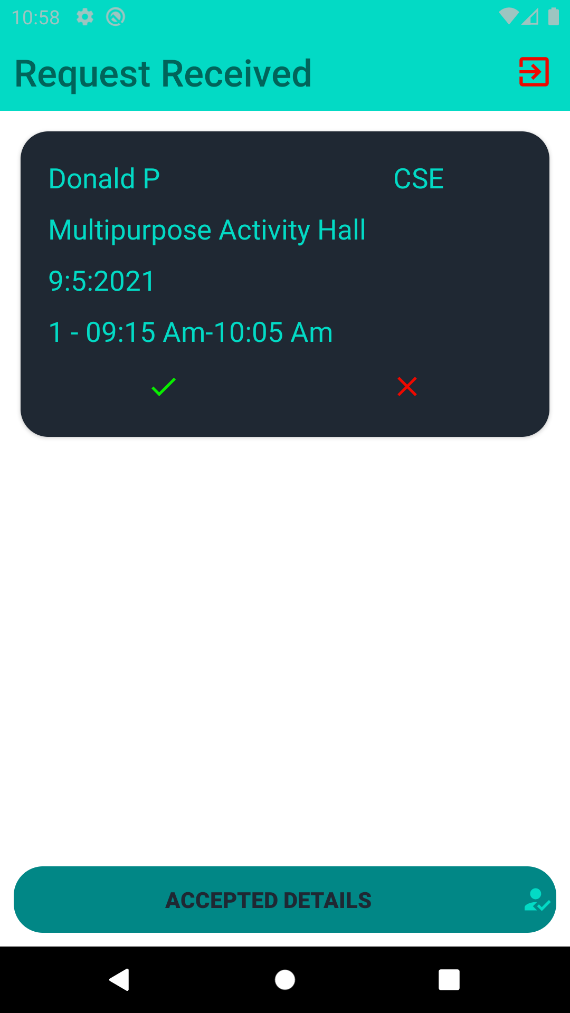 10:58
Request Received
Donald P CSE
Multipurpose Activity Hall
9:5:2021
1 - 09:15 Am-10:05 Am
ACCEPTED DETAILS